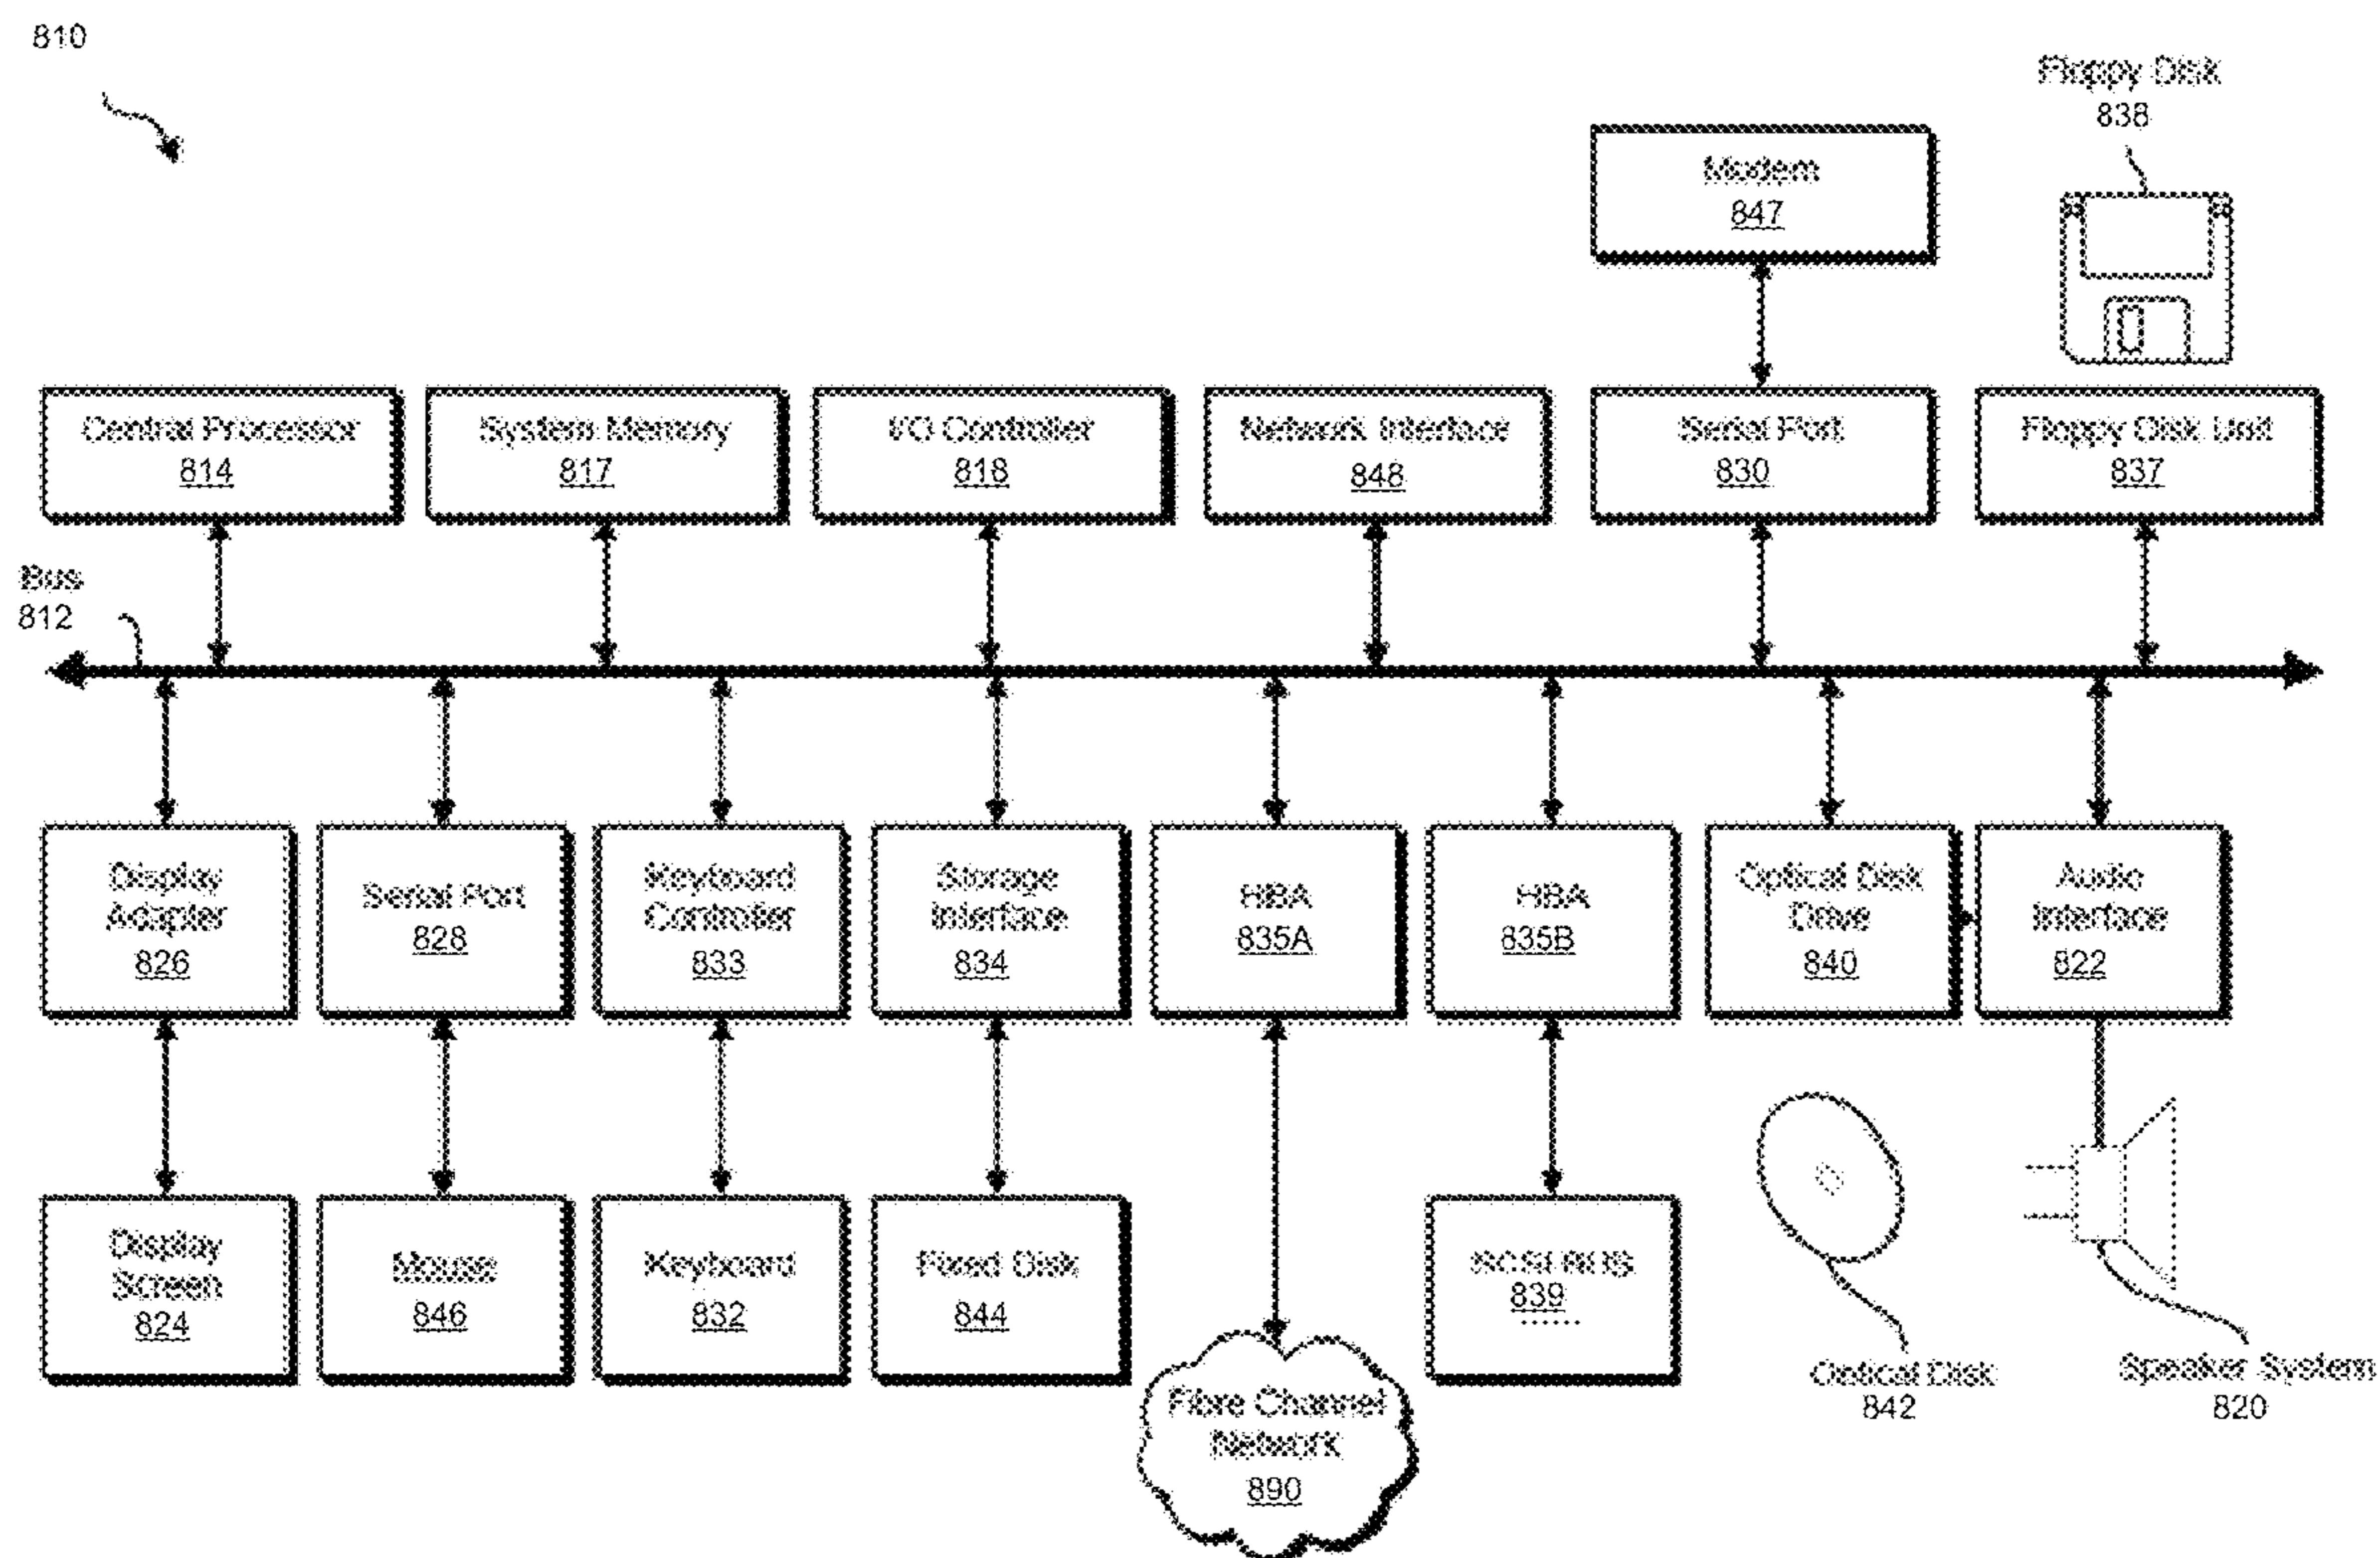 810
Floppy Disk
838
Modem
847
Central Processor
814
System Memory
817
I/O Controller
818
Network Interface
848
Serial Port
830
Floppy Disk Unit
837
Bus
812
Display
Adapter
826
Serial Port
828
Keyboard
Controller
833
Storage
Interface
834
HBA
835A
HBA
835B
Optical Disk
Drive
840
Audio
Interface
822
Display
Screen
824
Mouse
846
Keyboard
832
Fixed Disk
844
Fibre Channel
Network
890
SCSI BUS
839
Optical Disk
842
Speaker System
820